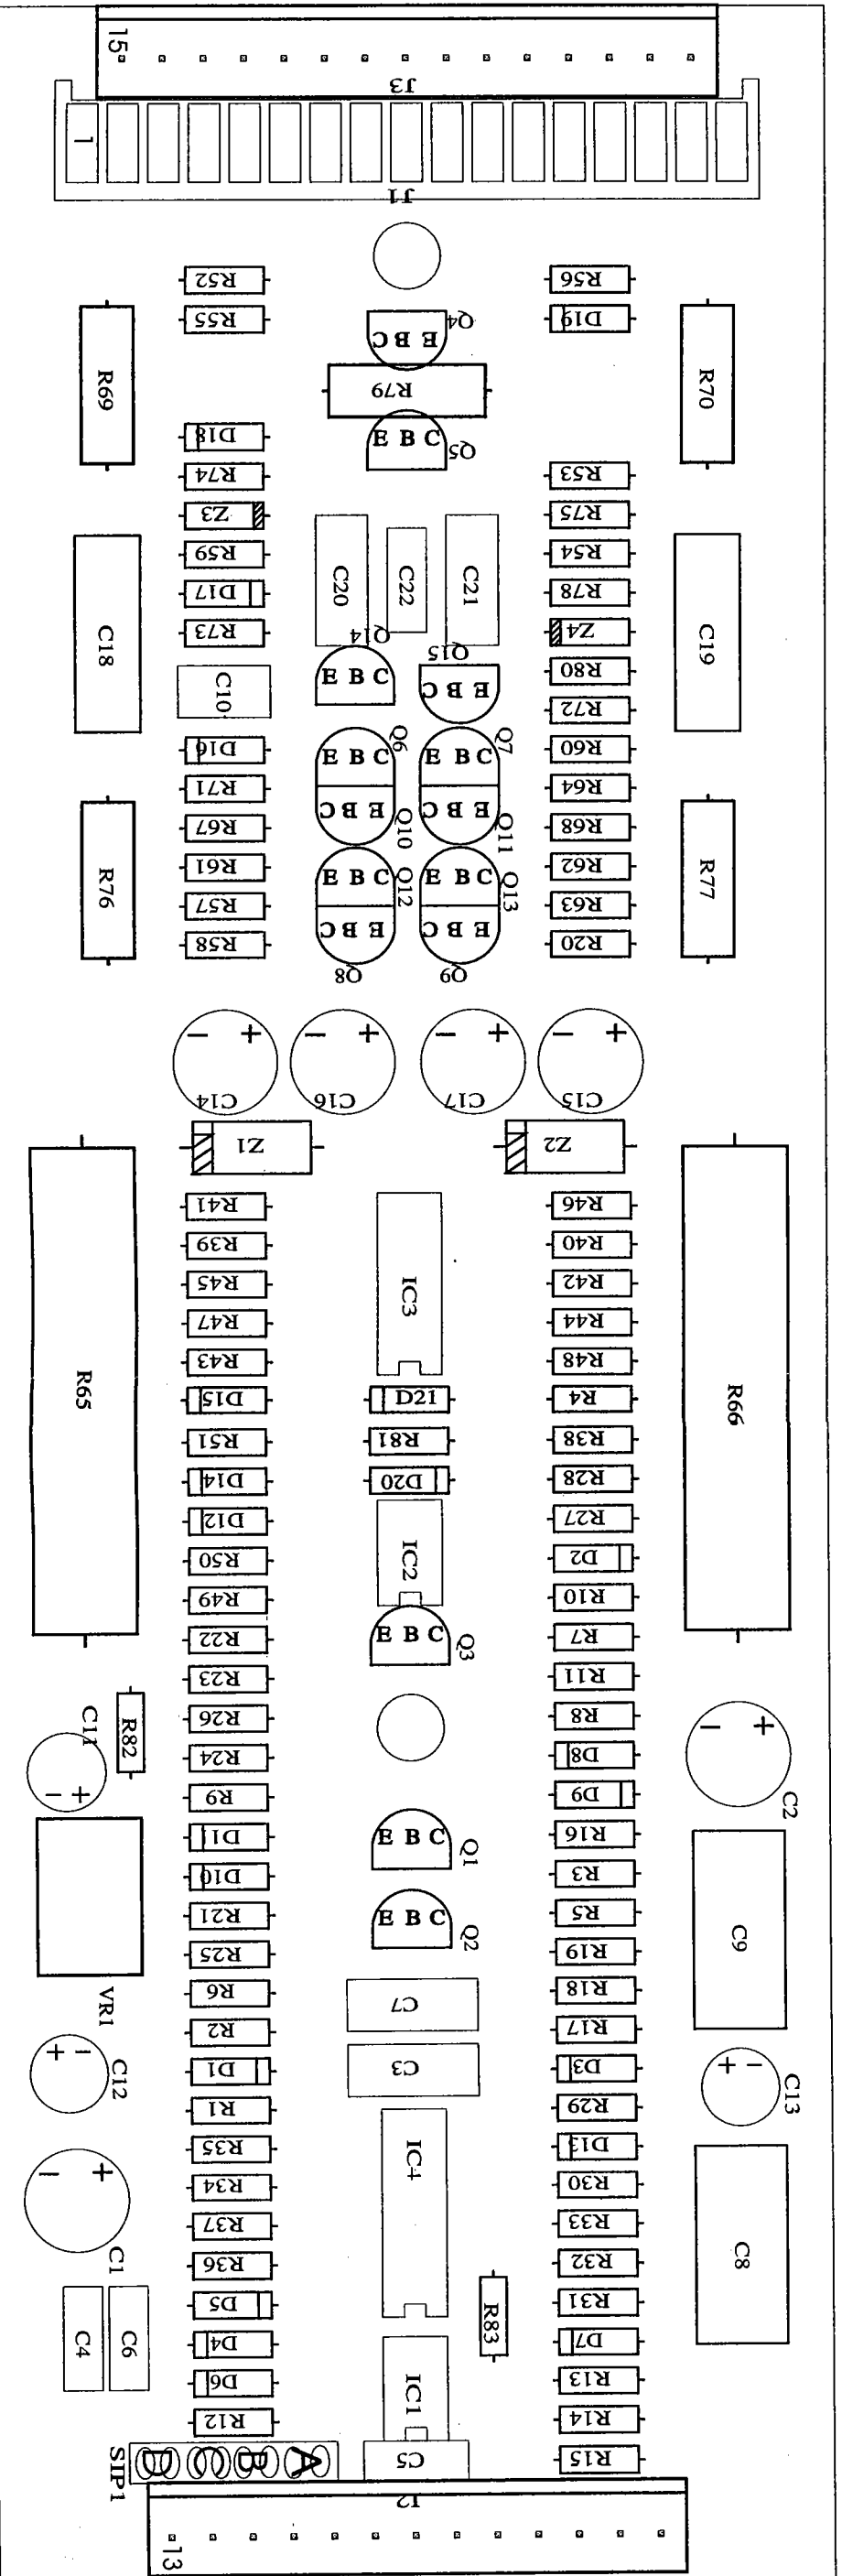 15
J3
1
J1
R52
R56
R55
Q4
D19
E B C
R69
R79
R70
D18
E B C
Q5
R74
R53
Z3
R75
R59
R54
D17
C20
C22
C21
R78
R73
Q14
Z4
C18
C19
Q15
R80
E B C
E B C
C10
R72
D16
Q6
Q7
R60
E B C
E B C
R71
R64
E B C
E B C
R67
Q10
Q11
R68
R61
R62
E B C
E B C
R76
Q12
Q13
R77
R57
R63
R58
E B C
E B C
R20
Q8
Q9
- +
- +
- +
- +
C14
C16
C17
C15
Z1
Z2
R41
R46
R39
R40
R45
IC3
R42
R47
R44
R43
R48
R65
R66
D15
D21
R4
R51
R81
R38
D14
D20
R28
D12
R27
R50
IC2
D2
R49
R10
R22
E B C
Q3
R7
R23
R11
C11
R82
R26
R8
- +
R24
D8
- +
R9
D9
C2
D11
E B C
Q1
R16
D10
R3
R21
E B C
Q2
R5
R25
R19
C9
VR1
R6
C7
R18
R2
R17
+ -
C12
D1
C3
D3
+ -
C13
R1
R29
R35
IC4
D13
- +
R34
R30
R37
R33
C1
R36
R32
C8
D5
R83
R31
C4
C6
D4
D7
D6
IC1
R13
R12
R14
SIP1
D C B A
C5
R15
J2
13